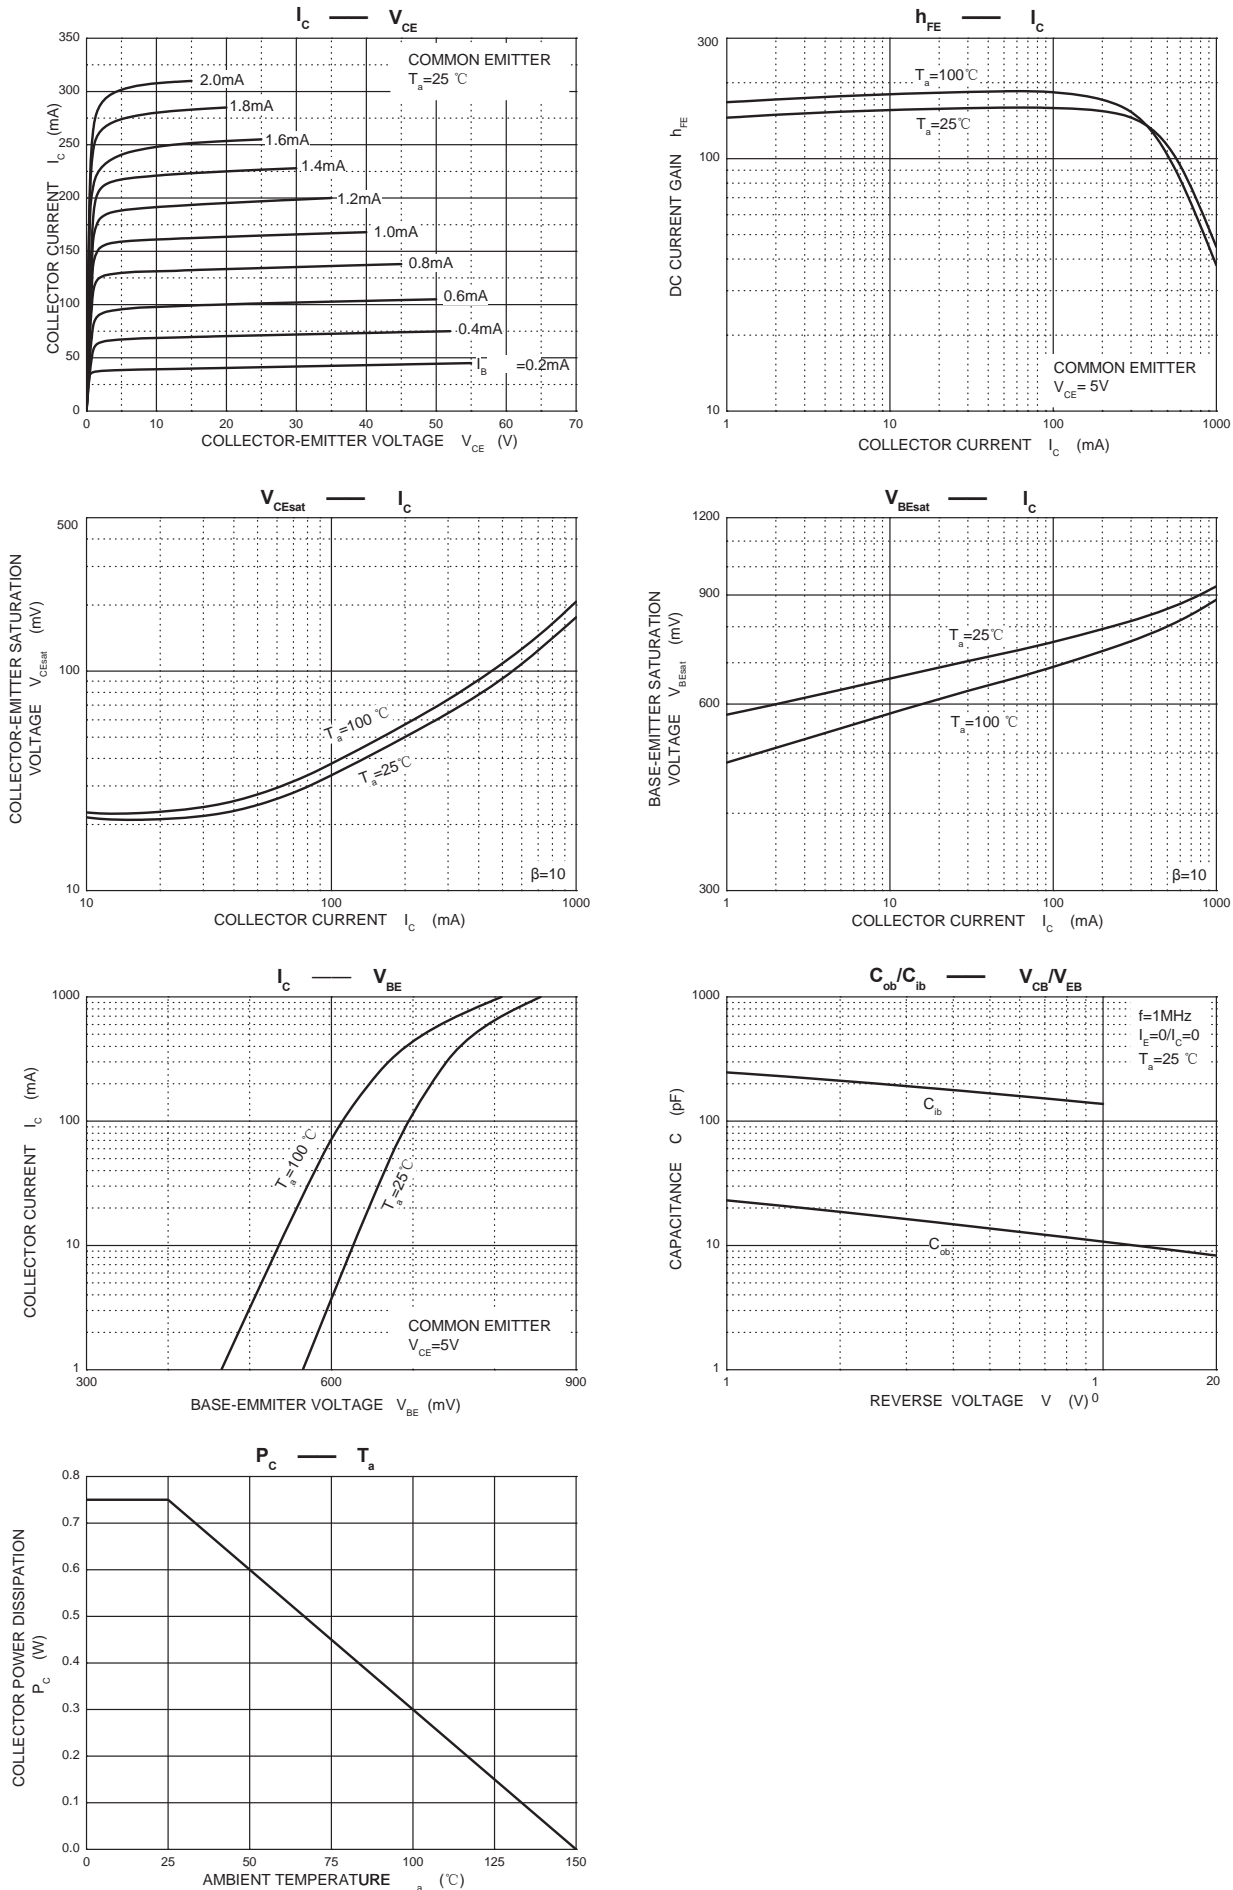 I_C —— V_CE
COLLECTOR CURRENT I_C (mA)
350
300
250
200
150
100
50
0
COMMON EMITTER
T_a=25 ℃
2.0mA
1.8mA
1.6mA
1.4mA
1.2mA
1.0mA
0.8mA
0.6mA
0.4mA
I_B =0.2mA
0 10 20 30 40 50 60 70
COLLECTOR-EMITTER VOLTAGE V_CE (V)
h_FE —— I_C
DC CURRENT GAIN h_FE
300
100
10
T_a=100℃
T_a=25℃
COMMON EMITTER
V_CE= 5V
1 10 100 1000
COLLECTOR CURRENT I_C (mA)
V_CEsat —— I_C
COLLECTOR-EMITTER SATURATION
VOLTAGE V_CEsat (mV)
500
100
10
T_a=100 ℃
T_a=25℃
β=10
10 100 1000
COLLECTOR CURRENT I_C (mA)
V_BEsat —— I_C
BASE-EMITTER SATURATION
VOLTAGE V_BEsat (mV)
1200
900
600
300
T_a=25℃
T_a=100 ℃
β=10
1 10 100 1000
COLLECTOR CURRENT I_C (mA)
I_C —— V_BE
COLLECTOR CURRENT I_C (mA)
1000
100
10
1
T_a=100 ℃
T_a=25℃
COMMON EMITTER
V_CE=5V
300 600 900
BASE-EMMITER VOLTAGE V_BE (mV)
C_ob/C_ib —— V_CB/V_EB
CAPACITANCE C (pF)
1000
100
10
1
f=1MHz
I_E=0/I_C=0
T_a=25 ℃
C_ib
C_ob
1 10 20
REVERSE VOLTAGE V (V)
P_C —— T_a
COLLECTOR POWER DISSIPATION
P_C (W)
0.8
0.7
0.6
0.5
0.4
0.3
0.2
0.1
0.0
0 25 50 75 100 125 150
AMBIENT TEMPERATURE a (℃)